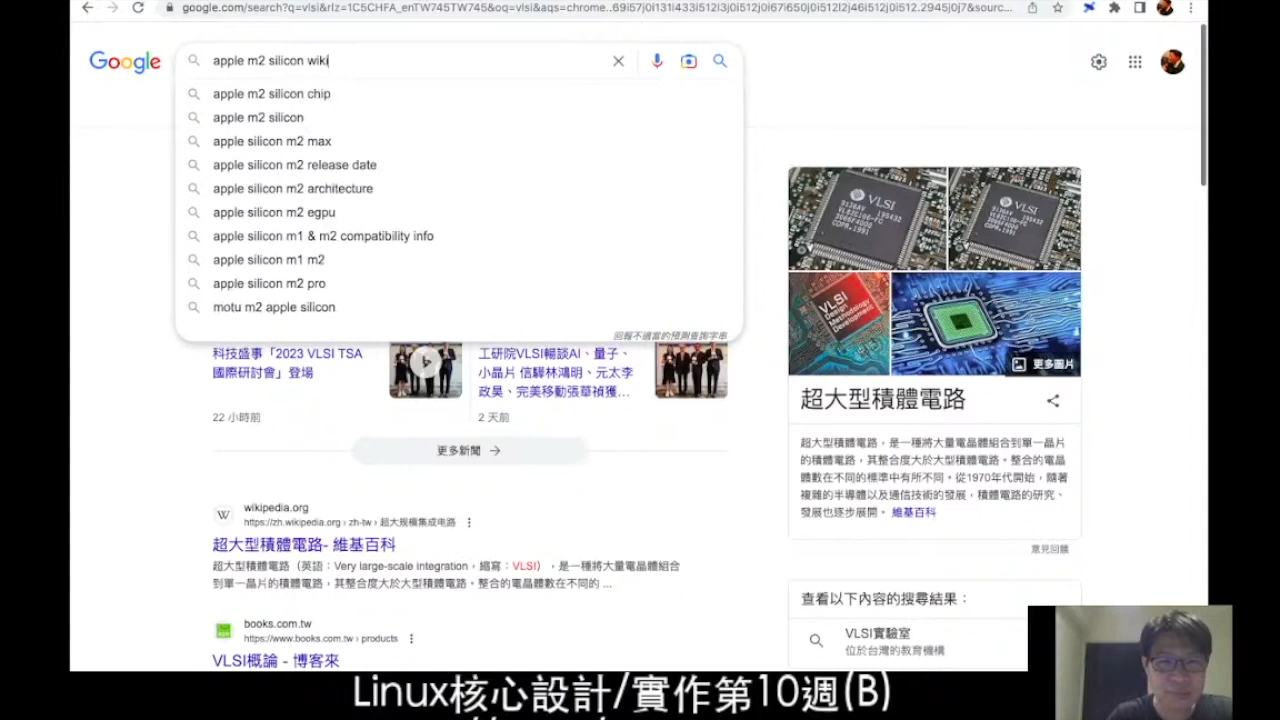 google.com/search?q=vlsi&rlz=1C5CHFA_enTW745TW745&oq=vlsi&aqs=chrome..69i57j0i131i433i512l3j0i512j0i67i650j0i512l2j46i512j0i512.2945j0j7&sourc...
Google
apple m2 silicon wiki
apple m2 silicon chip
apple m2 silicon
apple silicon m2 max
apple silicon m2 release date
apple silicon m2 architecture
apple silicon m2 egpu
apple silicon m1 & m2 compatibility info
apple silicon m1 m2
apple silicon m2 pro
motu m2 apple silicon
回報不適當的預測查詢字串
科技盛事「2023 VLSI TSA
國際研討會」登場
22 小時前
工研院VLSI暢談AI、量子、
小晶片 信驊林鴻明、元太李
政昊、完美移動張華禎獲...
2 天前
更多新聞
W
wikipedia.org
https://zh.wikipedia.org › zh-tw › 超大規模集成电路
超大型積體電路- 維基百科
超大型積體電路（英語：Very large-scale integration，縮寫：VLSI），是一種將大量電晶體組合
到單一晶片的積體電路，其整合度大於大型積體電路。整合的電晶體數在不同的 ...
books.com.tw
https://www.books.com.tw › products
VLSI概論 - 博客來
VLSI
VLSI
VLSI
Design
Methodology
Development
更多圖片
超大型積體電路
超大型積體電路，是一種將大量電晶體組合到單一晶片
的積體電路，其整合度大於大型積體電路。整合的電晶
體數在不同的標準中有所不同。從1970年代開始，隨著
複雜的半導體以及通信技術的發展，積體電路的研究、
發展也逐步展開。 維基百科
意見回饋
查看以下內容的搜尋結果：
VLSI實驗室
位於台灣的教育機構
Linux核心設計/實作第10週(B)